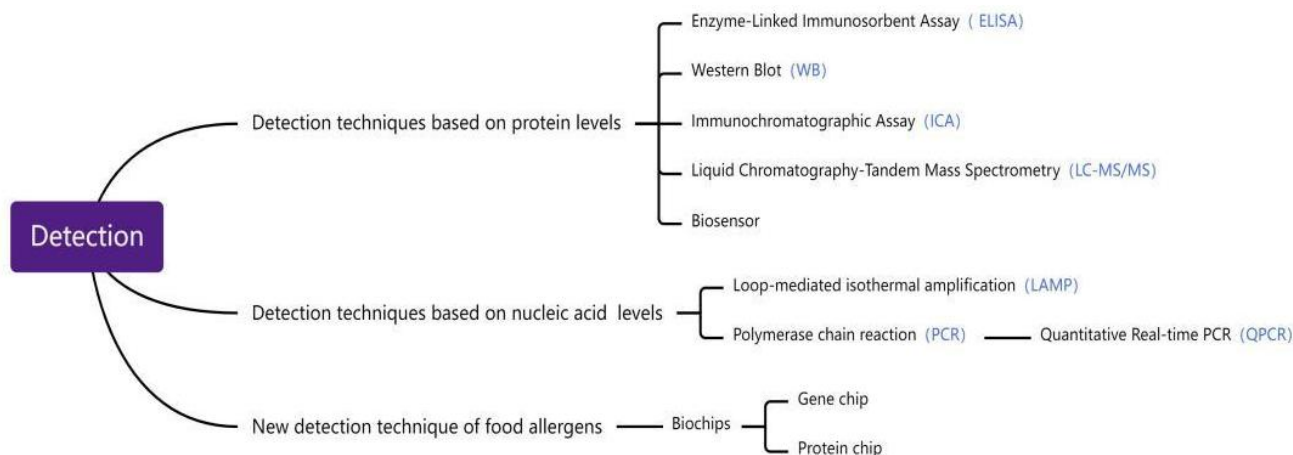 Detection
Detection techniques based on protein levels
Enzyme-Linked Immunosorbent Assay ( ELISA)
Western Blot (WB)
Immunochromatographic Assay (ICA)
Liquid Chromatography-Tandem Mass Spectrometry (LC-MS/MS)
Biosensor
Detection techniques based on nucleic acid levels
Loop-mediated isothermal amplification (LAMP)
Polymerase chain reaction (PCR)
Quantitative Real-time PCR (QPCR)
New detection technique of food allergens
Biochips
Gene chip
Protein chip